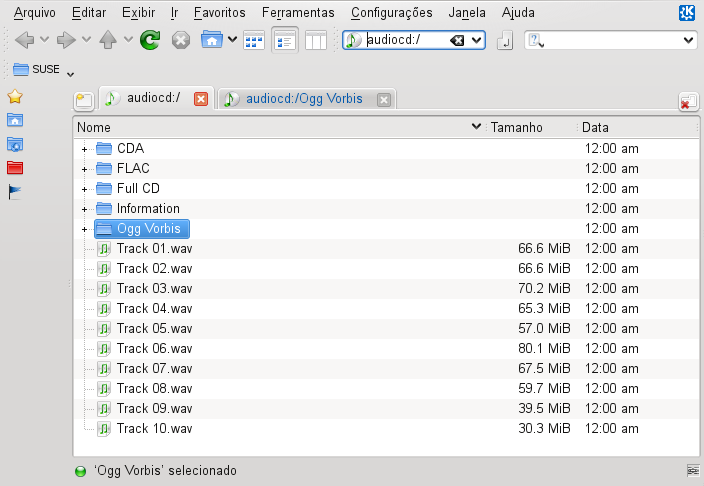 Arquivo Editar Exibir Ir Favoritos Ferramentas Configurações Janela Ajuda
audiocd:/
SUSE
audiocd:/ audiocd:/Ogg Vorbis
Nome Tamanho Data
CDA 12:00 am
FLAC 12:00 am
Full CD 12:00 am
Information 12:00 am
Ogg Vorbis 12:00 am
Track 01.wav 66.6 MiB 12:00 am
Track 02.wav 66.6 MiB 12:00 am
Track 03.wav 70.2 MiB 12:00 am
Track 04.wav 65.3 MiB 12:00 am
Track 05.wav 57.0 MiB 12:00 am
Track 06.wav 80.1 MiB 12:00 am
Track 07.wav 67.5 MiB 12:00 am
Track 08.wav 59.7 MiB 12:00 am
Track 09.wav 39.5 MiB 12:00 am
Track 10.wav 30.3 MiB 12:00 am
'Ogg Vorbis' selecionado